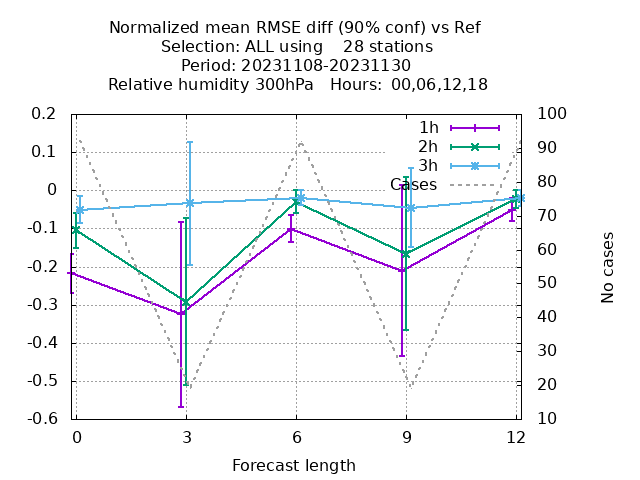 Normalized mean RMSE diff (90% conf) vs Ref
Selection: ALL using    28 stations
Period: 20231108-20231130
Relative humidity 300hPa   Hours: 00,06,12,18
0.2
0.1
0
-0.1
-0.2
-0.3
-0.4
-0.5
-0.6
1h
2h
3h
Cases
100
90
80
70
60
50
40
30
20
10
No cases
0 3 6 9 12
Forecast length